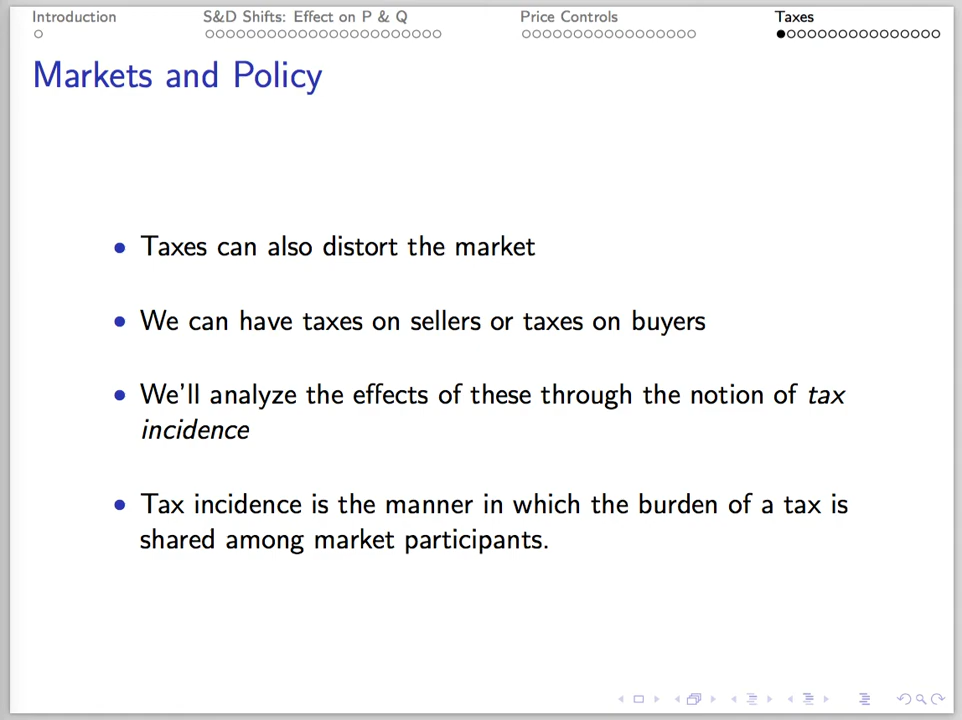 Introduction
S&D Shifts: Effect on P & Q
Price Controls
Taxes
Markets and Policy
Taxes can also distort the market
We can have taxes on sellers or taxes on buyers
We'll analyze the effects of these through the notion of tax
incidence
Tax incidence is the manner in which the burden of a tax is
shared among market participants.